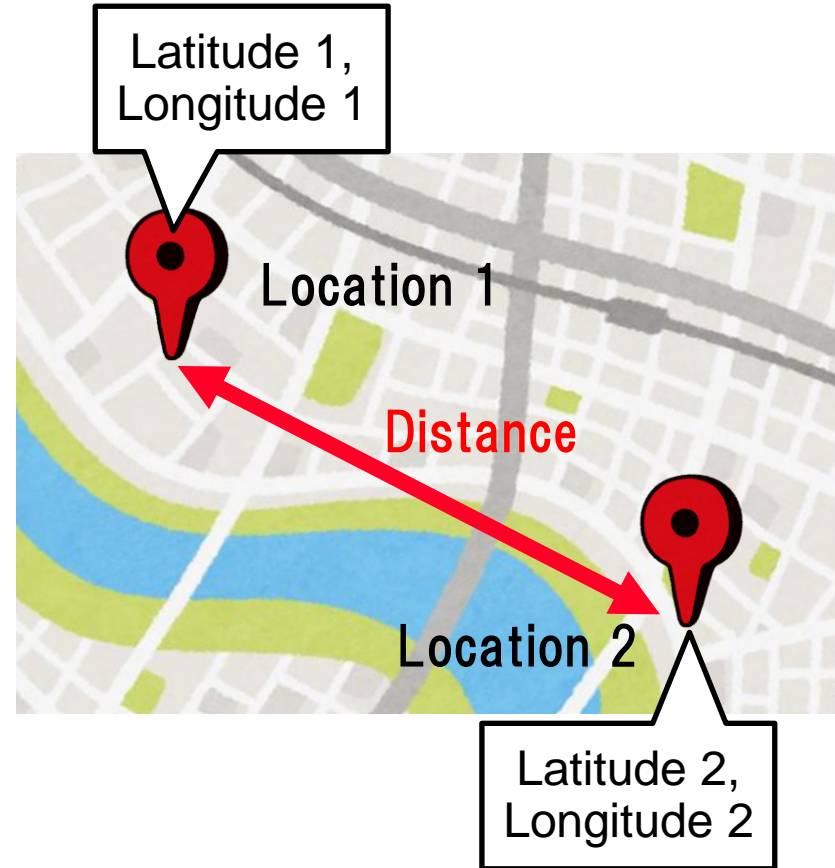 Latitude 1,
Longitude 1
Location 1
Distance
Location 2
Latitude 2,
Longitude 2